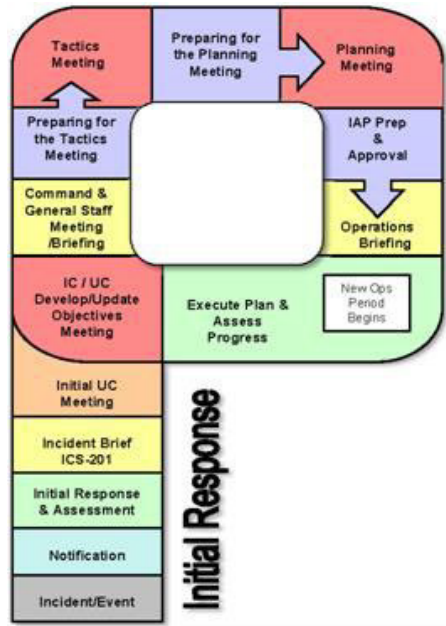 Tactics
Meeting
Preparing for
the Planning
Meeting
Planning
Meeting
Preparing for
the Tactics
Meeting
IAP Prep
&
Approval
Command &
General Staff
Meeting
/Briefing
Operations
Briefing
IC / UC
Develop/Update
Objectives
Meeting
Execute Plan &
Assess
Progress
New Ops
Period
Begins
Initial UC
Meeting
Incident Brief
ICS-201
Initial Response
& Assessment
Notification
Incident/Event
Initial Response